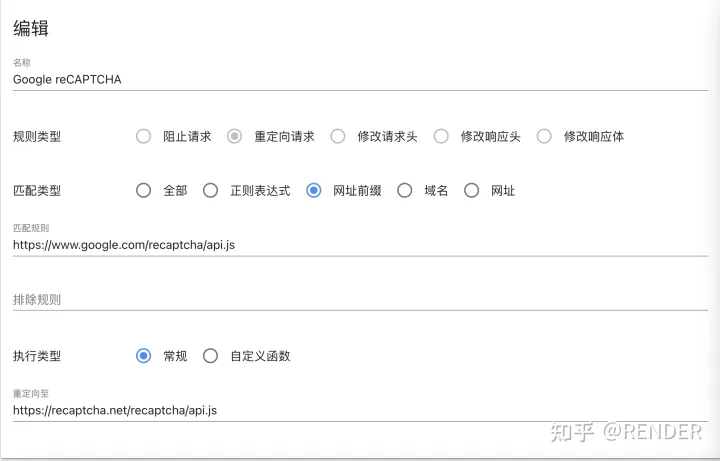 编辑
名称
Google reCAPTCHA
规则类型 阻止请求 重定向请求 修改请求头 修改响应头 修改响应体
匹配类型 全部 正则表达式 网址前缀 域名 网址
匹配规则
https://www.google.com/recaptcha/api.js
排除规则
执行类型 常规 自定义函数
重定向至
https://recaptcha.net/recaptcha/api.js
知乎 @RENDER